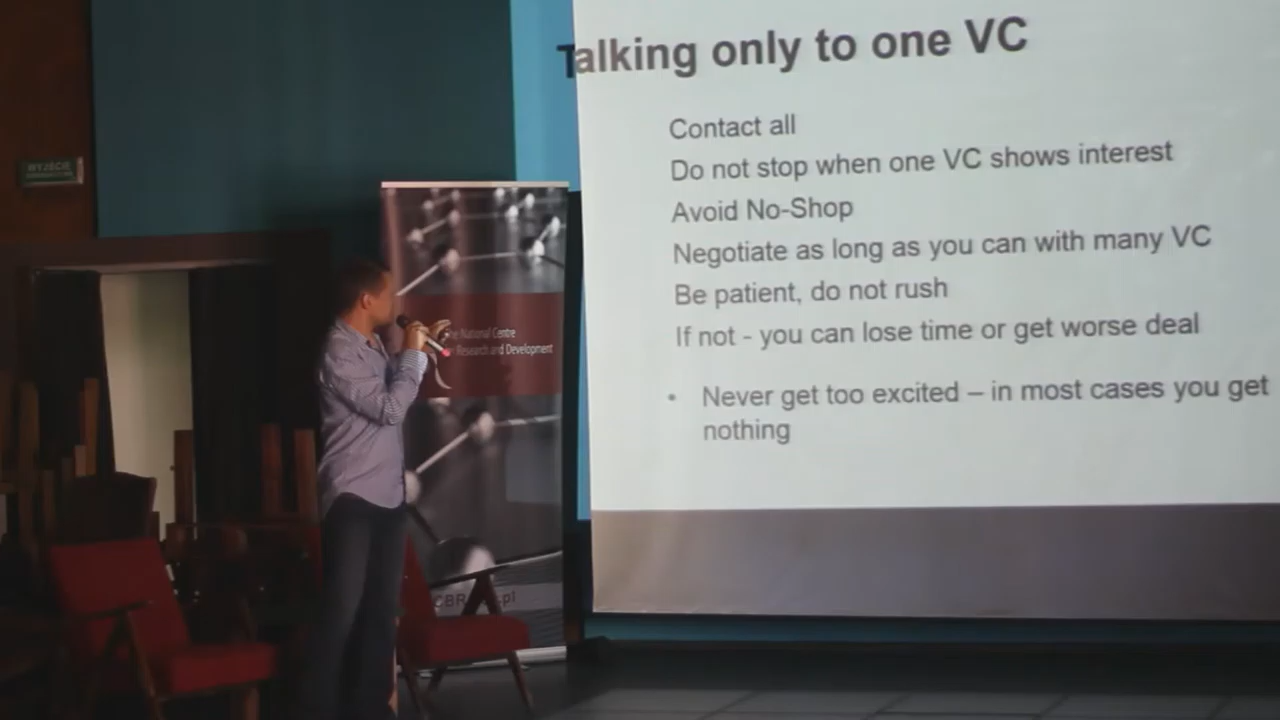 Talking only to one VC
Contact all
Do not stop when one VC shows interest
Avoid No-Shop
Negotiate as long as you can with many VC
Be patient, do not rush
If not - you can lose time or get worse deal
• Never get too excited – in most cases you get
nothing
WYJŚCIE
The National Centre
Research and Development